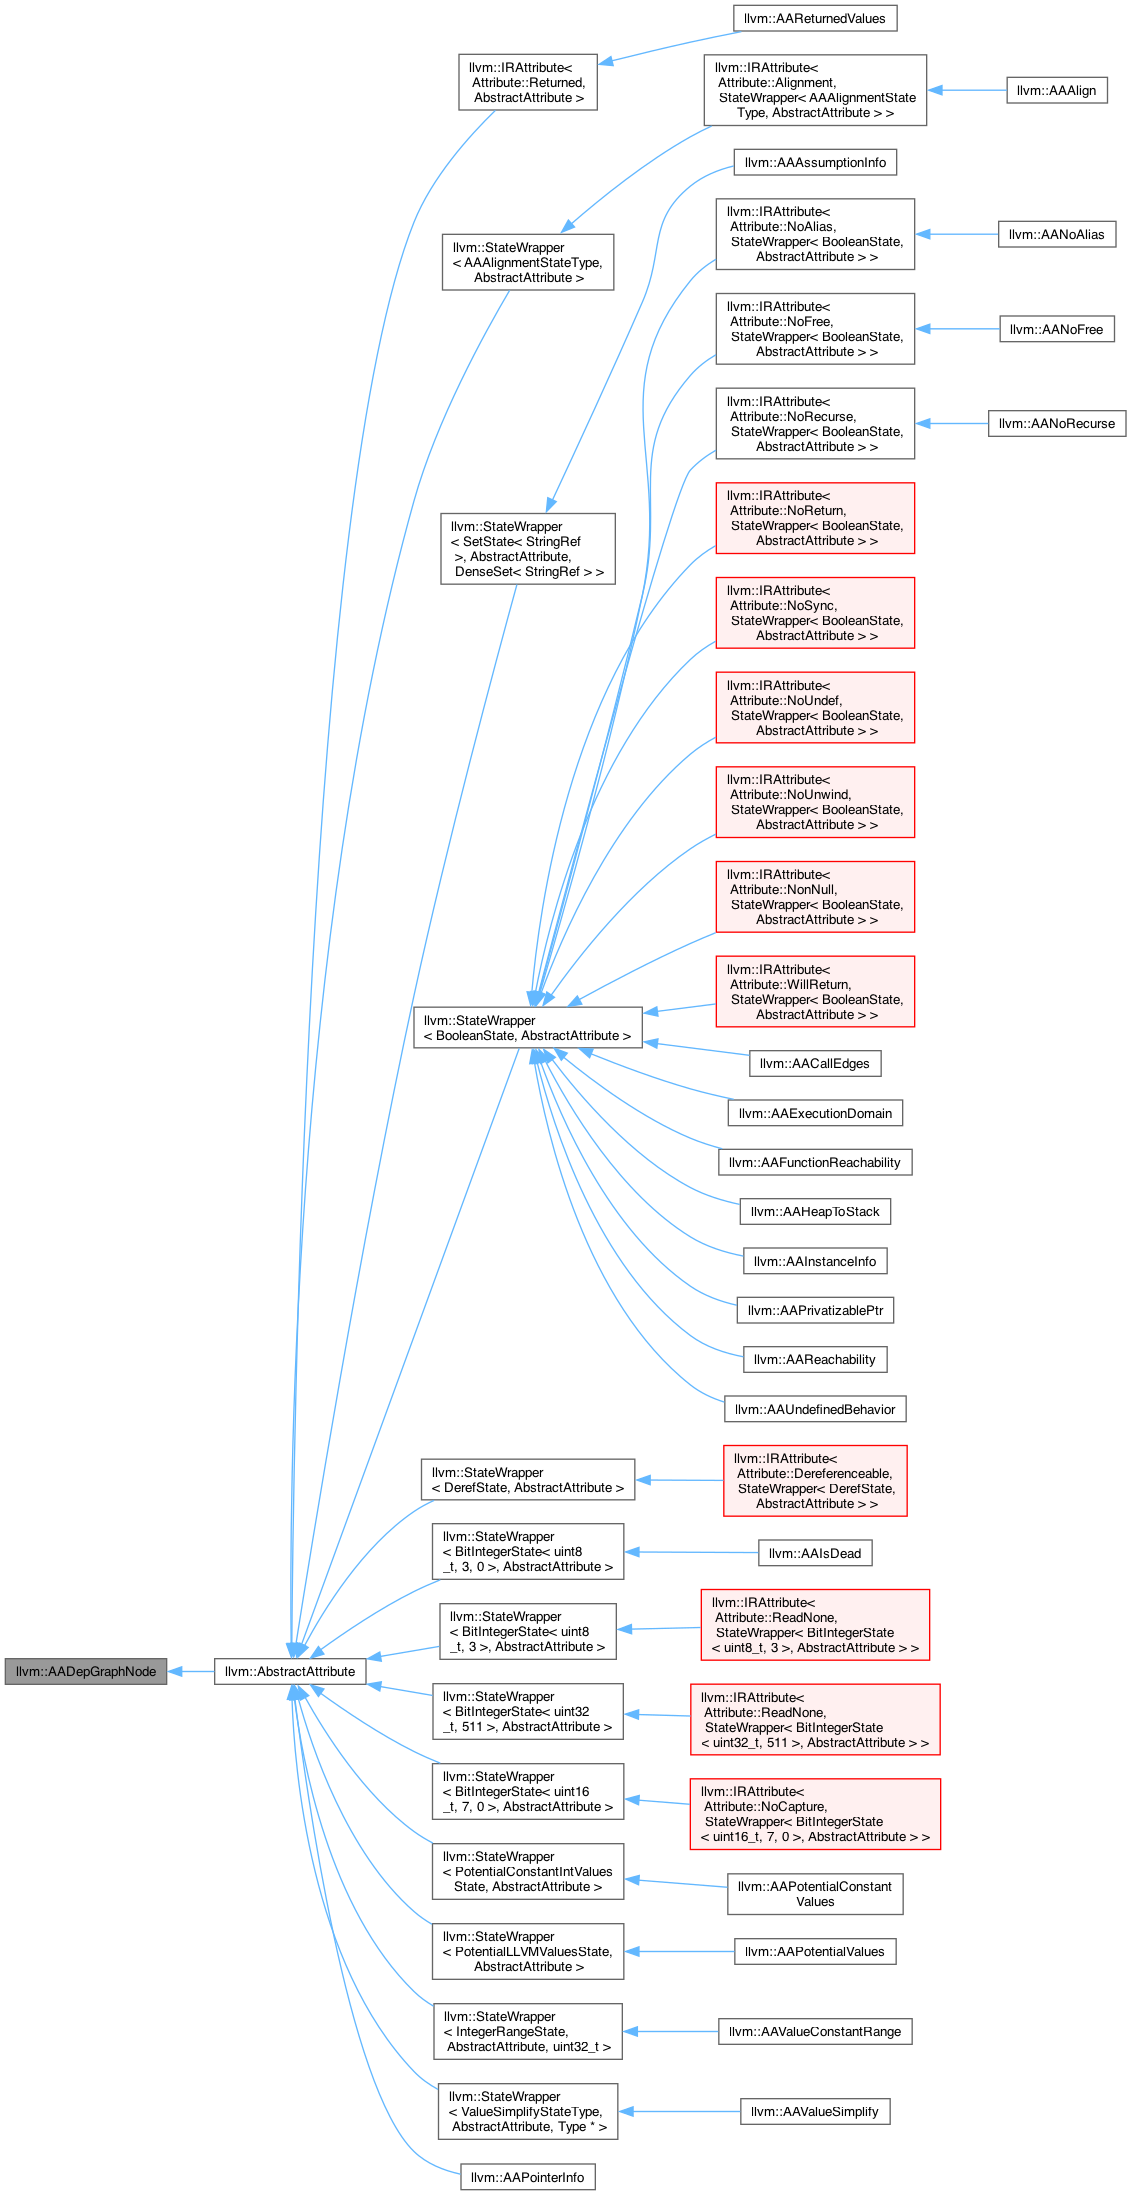 llvm::AAReturnedValues
llvm::IRAttribute<
Attribute::Returned,
AbstractAttribute >
llvm::IRAttribute<
Attribute::Alignment,
StateWrapper< AAAlignmentState
Type, AbstractAttribute > >
llvm::AAAlign
llvm::AAAssumptionInfo
llvm::IRAttribute<
Attribute::NoAlias,
StateWrapper< BooleanState,
AbstractAttribute > >
llvm::AANoAlias
llvm::StateWrapper
< AAAlignmentStateType,
AbstractAttribute >
llvm::IRAttribute<
Attribute::NoFree,
StateWrapper< BooleanState,
AbstractAttribute > >
llvm::AANoFree
llvm::IRAttribute<
Attribute::NoRecurse,
StateWrapper< BooleanState,
AbstractAttribute > >
llvm::AANoRecurse
llvm::IRAttribute<
Attribute::NoReturn,
StateWrapper< BooleanState,
AbstractAttribute > >
llvm::StateWrapper
< SetState< StringRef
>, AbstractAttribute,
DenseSet< StringRef > >
llvm::IRAttribute<
Attribute::NoSync,
StateWrapper< BooleanState,
AbstractAttribute > >
llvm::IRAttribute<
Attribute::NoUndef,
StateWrapper< BooleanState,
AbstractAttribute > >
llvm::IRAttribute<
Attribute::NoUnwind,
StateWrapper< BooleanState,
AbstractAttribute > >
llvm::IRAttribute<
Attribute::NonNull,
StateWrapper< BooleanState,
AbstractAttribute > >
llvm::IRAttribute<
Attribute::WillReturn,
StateWrapper< BooleanState,
AbstractAttribute > >
llvm::StateWrapper
< BooleanState, AbstractAttribute >
llvm::AACallEdges
llvm::AAExecutionDomain
llvm::AAFunctionReachability
llvm::AAHeapToStack
llvm::AAInstanceInfo
llvm::AAPrivatizablePtr
llvm::AAReachability
llvm::AAUndefinedBehavior
llvm::StateWrapper
< DerefState, AbstractAttribute >
llvm::IRAttribute<
Attribute::Dereferenceable,
StateWrapper< DerefState,
AbstractAttribute > >
llvm::StateWrapper
< BitIntegerState< uint8
_t, 3, 0 >, AbstractAttribute >
llvm::AAIsDead
llvm::StateWrapper
< BitIntegerState< uint8
_t, 3 >, AbstractAttribute >
llvm::IRAttribute<
Attribute::ReadNone,
StateWrapper< BitIntegerState
< uint8_t, 3 >, AbstractAttribute > >
llvm::AADepGraphNode
llvm::AbstractAttribute
llvm::StateWrapper
< BitIntegerState< uint32
_t, 511 >, AbstractAttribute >
llvm::IRAttribute<
Attribute::ReadNone,
StateWrapper< BitIntegerState
< uint32_t, 511 >, AbstractAttribute > >
llvm::StateWrapper
< BitIntegerState< uint16
_t, 7, 0 >, AbstractAttribute >
llvm::IRAttribute<
Attribute::NoCapture,
StateWrapper< BitIntegerState
< uint16_t, 7, 0 >, AbstractAttribute > >
llvm::StateWrapper
< PotentialConstantIntValues
State, AbstractAttribute >
llvm::AAPotentialConstant
Values
llvm::StateWrapper
< PotentialLLVMValuesState,
AbstractAttribute >
llvm::AAPotentialValues
llvm::StateWrapper
< IntegerRangeState,
AbstractAttribute, uint32_t >
llvm::AAValueConstantRange
llvm::StateWrapper
< ValueSimplifyStateType,
AbstractAttribute, Type * >
llvm::AAValueSimplify
llvm::AAPointerInfo